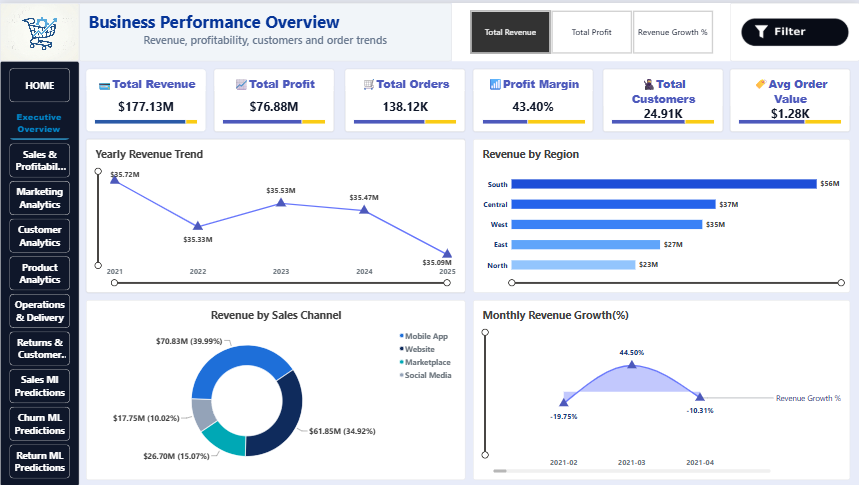 Business Performance Overview
Revenue, profitability, customers and order trends
Total Revenue
Total Profit
Revenue Growth %
Filter
HOME
Executive
Overview
Sales &
Profitabil...
Marketing
Analytics
Customer
Analytics
Product
Analytics
Operations
& Delivery
Returns &
Customer..
Sales Ml
Predictions
Churn ML
Predictions
Return ML
Predictions
Total Revenue
$177.13M
Total Profit
$76.88M
Total Orders
138.12K
Profit Margin
43.40%
Total
Customers
24.91K
Avg Order
Value
$1.28K
Yearly Revenue Trend
$35.72M
$35.33M
$35.53M
$35.47M
$35.09M
2021
2022
2023
2024
2025
Revenue by Region
South
$56M
Central
$37M
West
$35M
East
$27M
North
$23M
Revenue by Sales Channel
$70.83M (39.99%)
$17.75M (10.02%)
$26.70M (15.07%)
$61.85M (34.92%)
Mobile App
Website
Marketplace
Social Media
Monthly Revenue Growth(%)
44.50%
-19.75%
-10.31%
Revenue Growth %
2021-02
2021-03
2021-04